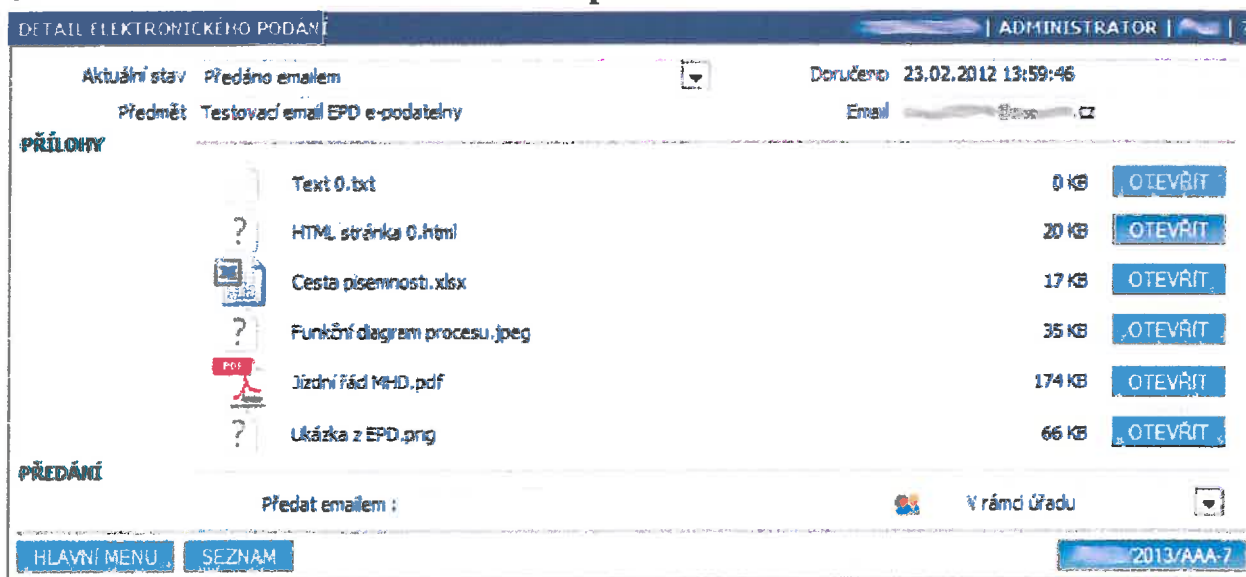 DETAIL ELEKTRONICKÉHO PODÁNÍ | ADMINISTRATOR | | 7
Aktuální stav Předáno emailem Doručeno 23.02.2012 13:59:46
Předmět Testovací email EPD e-podatelny Email .cz
PŘÍLOHY
Text 0.txt 0 KB OTEVŘÍT
? HTML stránka 0.html 20 KB OTEVŘÍT
Cesta písemnosti.xlsx 17 KB OTEVŘÍT
? Funkční diagram procesu.jpeg 35 KB OTEVŘÍT
PDF Jízdní řád MHD.pdf 174 KB OTEVŘÍT
? Ukázka z EPD.png 66 KB OTEVŘÍT
PŘEDÁNÍ
Předat emailem : V rámci úřadu
HLAVNÍ MENU SEZNAM 2013/AAA-7